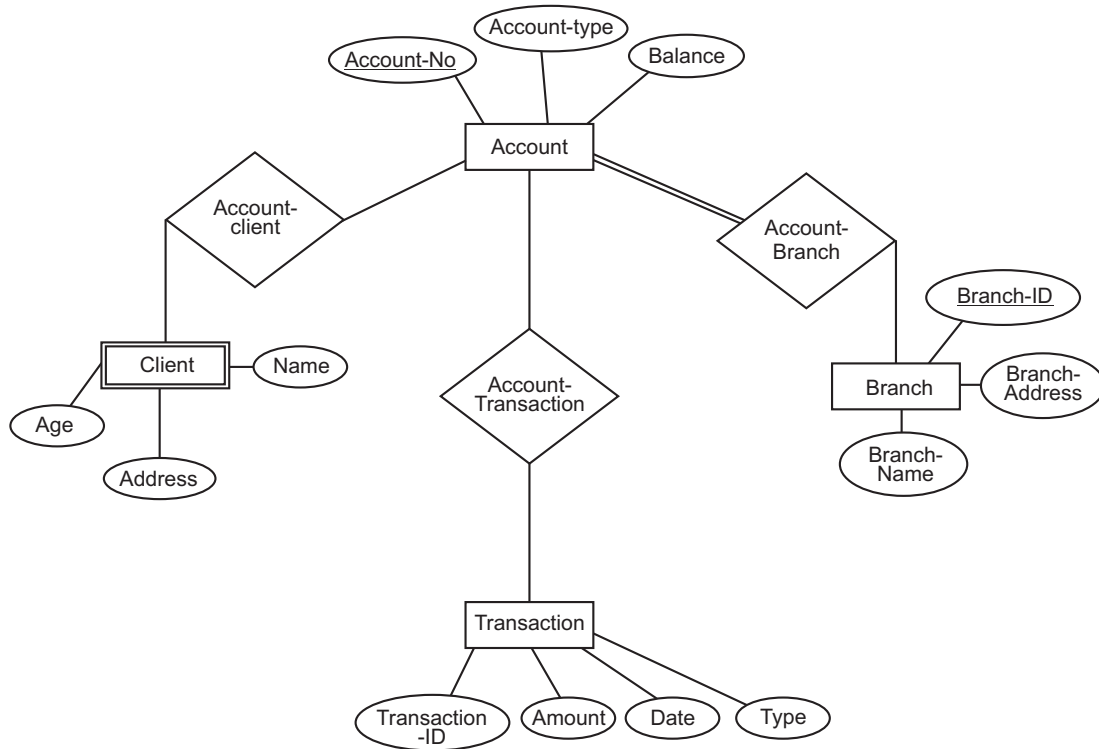 Account-type
Account-No
Balance
Account
Account-
client
Account-
Branch
Branch-ID
Client
Name
Branch
Branch-
Address
Age
Address
Account-
Transaction
Branch-
Name
Transaction
Transaction
-ID
Amount
Date
Type